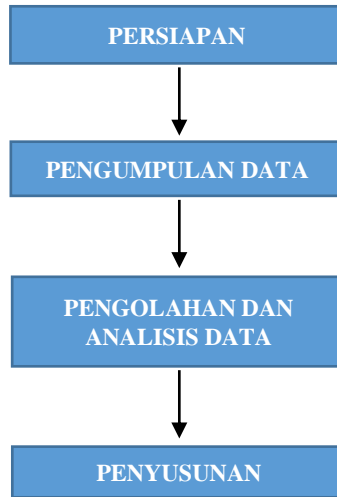 PERSIAPAN
PENGUMPULAN DATA
PENGOLAHAN DAN
ANALISIS DATA
PENYUSUNAN